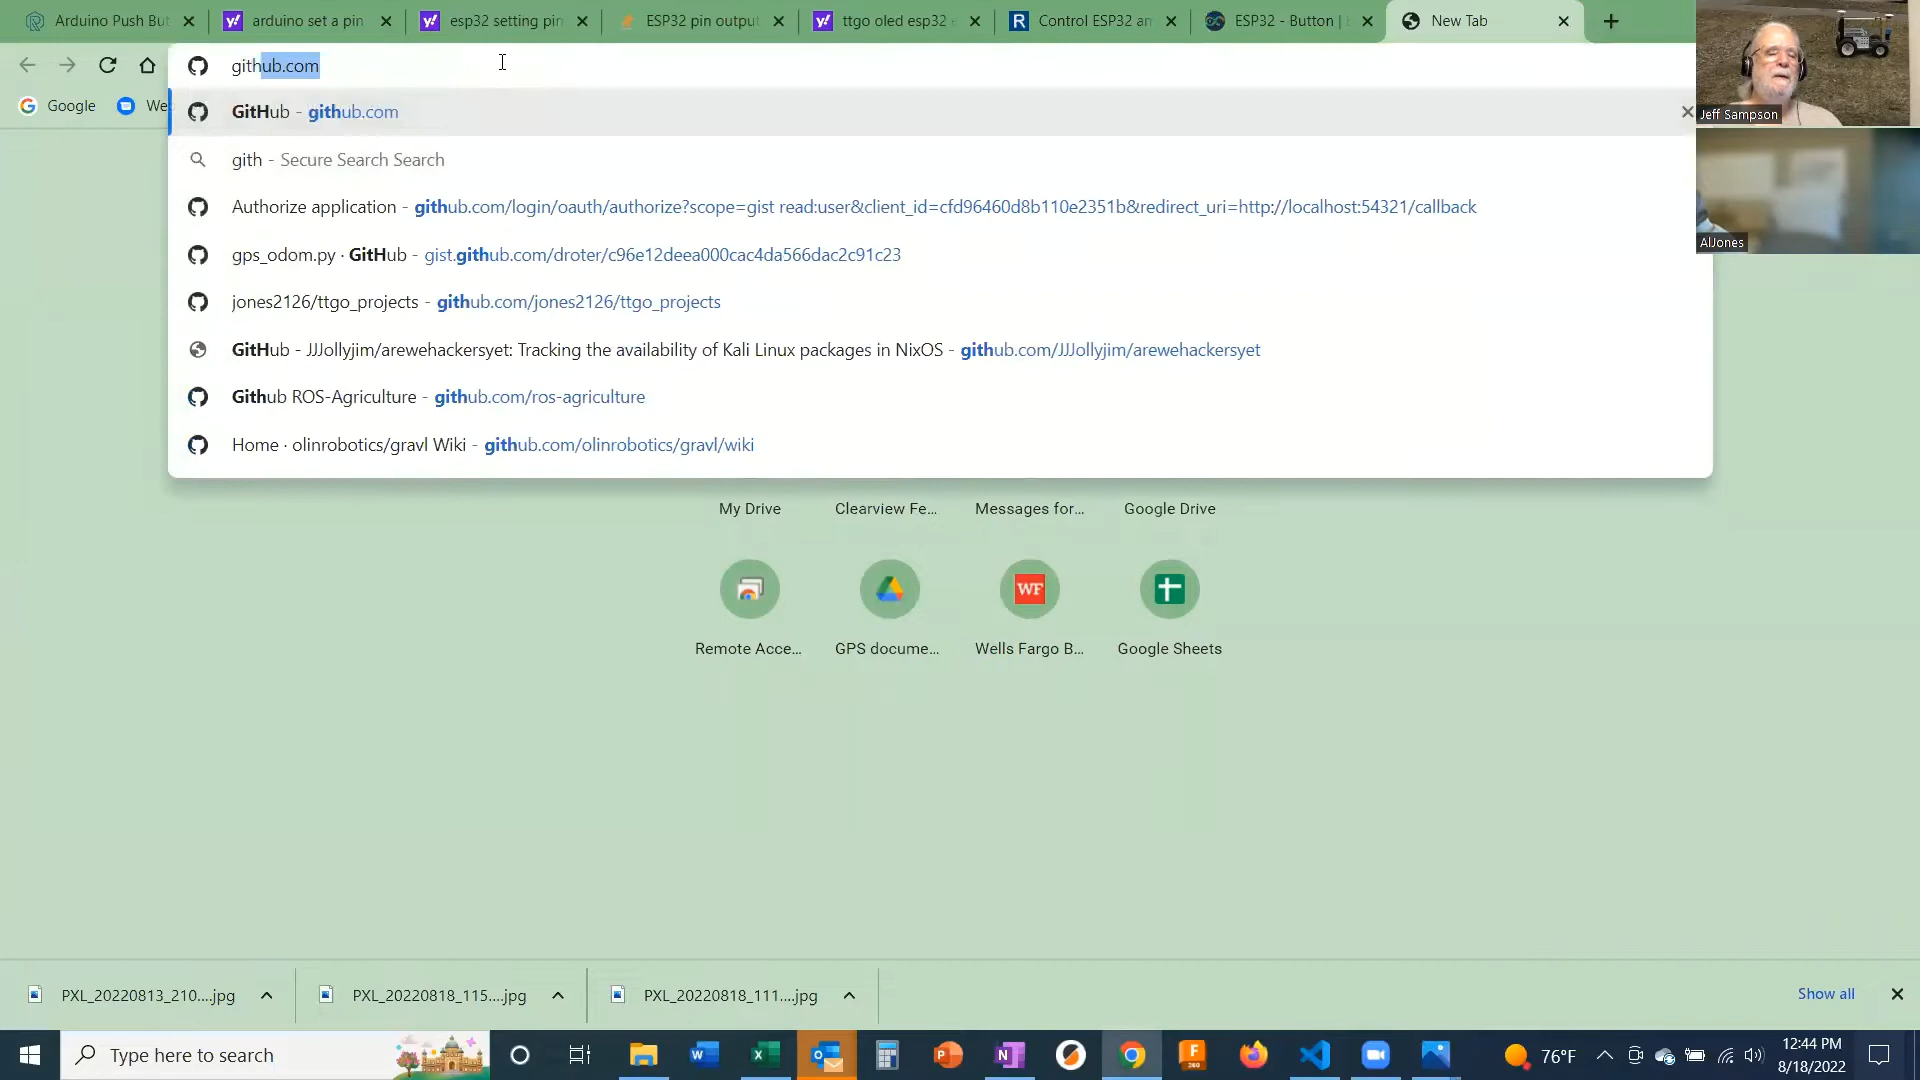 Arduino Push But
arduino set a pin
esp32 setting pin
ESP32 pin output
ttgo oled esp32 e
Control ESP32 an
ESP32 - Button | E
New Tab
github.com
Google
We
GitHub - github.com
gith - Secure Search Search
Authorize application - github.com/login/oauth/authorize?scope=gist read:user&client_id=cfd96460d8b110e2351b&redirect_uri=http://localhost:54321/callback
gps_odom.py · GitHub - gist.github.com/droter/c96e12deea000cac4da566dac2c91c23
jones2126/ttgo_projects - github.com/jones2126/ttgo_projects
GitHub - JJJollyjim/arewehackersyet: Tracking the availability of Kali Linux packages in NixOS - github.com/JJJollyjim/arewehackersyet
Github ROS-Agriculture - github.com/ros-agriculture
Home · olinrobotics/gravl Wiki - github.com/olinrobotics/gravl/wiki
Jeff Sampson
AlJones
My Drive
Clearview Fe...
Messages for...
Google Drive
WF
Remote Acce...
GPS docume...
Wells Fargo B...
Google Sheets
PXL_20220813_210....jpg
PXL_20220818_115....jpg
PXL_20220818_111....jpg
Show all
Type here to search
76°F
12:44 PM
8/18/2022